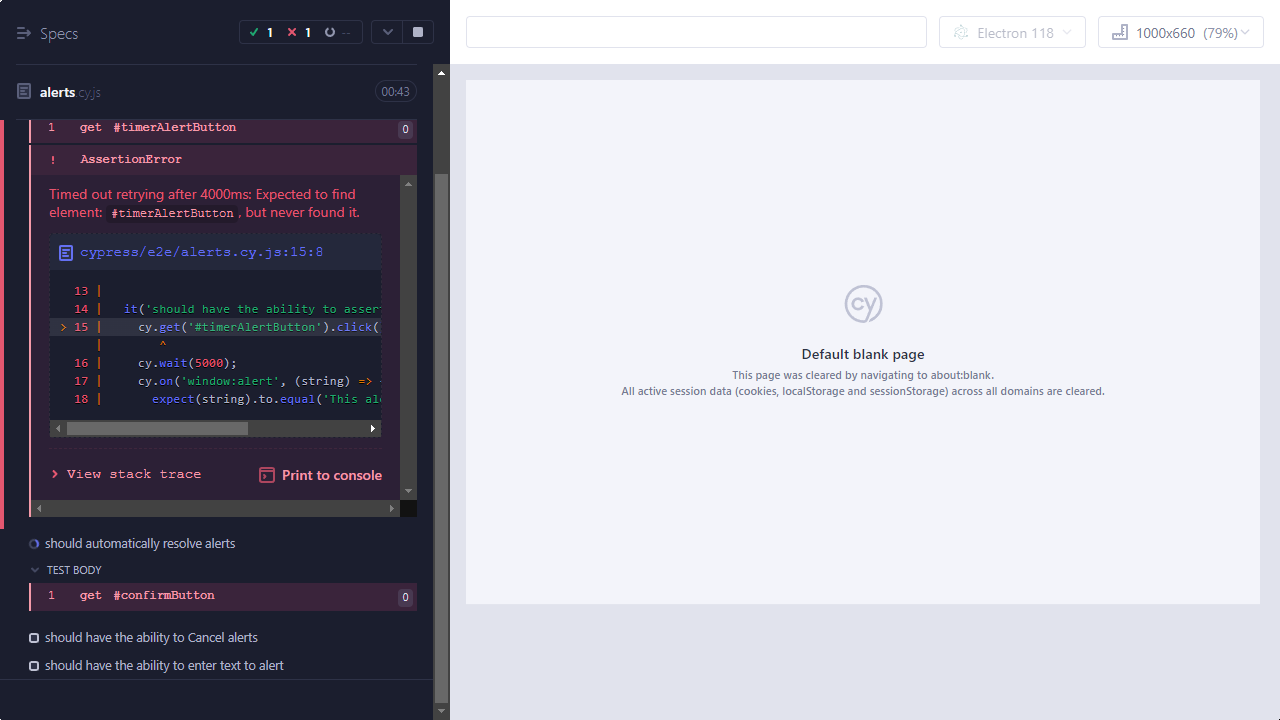 Specs
1 1 --
Electron 118
1000x660 (79%)
alerts.cy.js
00:43
1 get #timerAlertButton 0
! AssertionError
Timed out retrying after 4000ms: Expected to find
element: #timerAlertButton, but never found it.
cypress/e2e/alerts.cy.js:15:8
13 |
14 | it('should have the ability to assert
> 15 | cy.get('#timerAlertButton').click(
| ^
16 | cy.wait(5000);
17 | cy.on('window:alert', (string) =>
18 | expect(string).to.equal('This al
View stack trace
Print to console
should automatically resolve alerts
TEST BODY
1 get #confirmButton 0
should have the ability to Cancel alerts
should have the ability to enter text to alert
cy
Default blank page
This page was cleared by navigating to about:blank.
All active session data (cookies, localStorage and sessionStorage) across all domains are cleared.